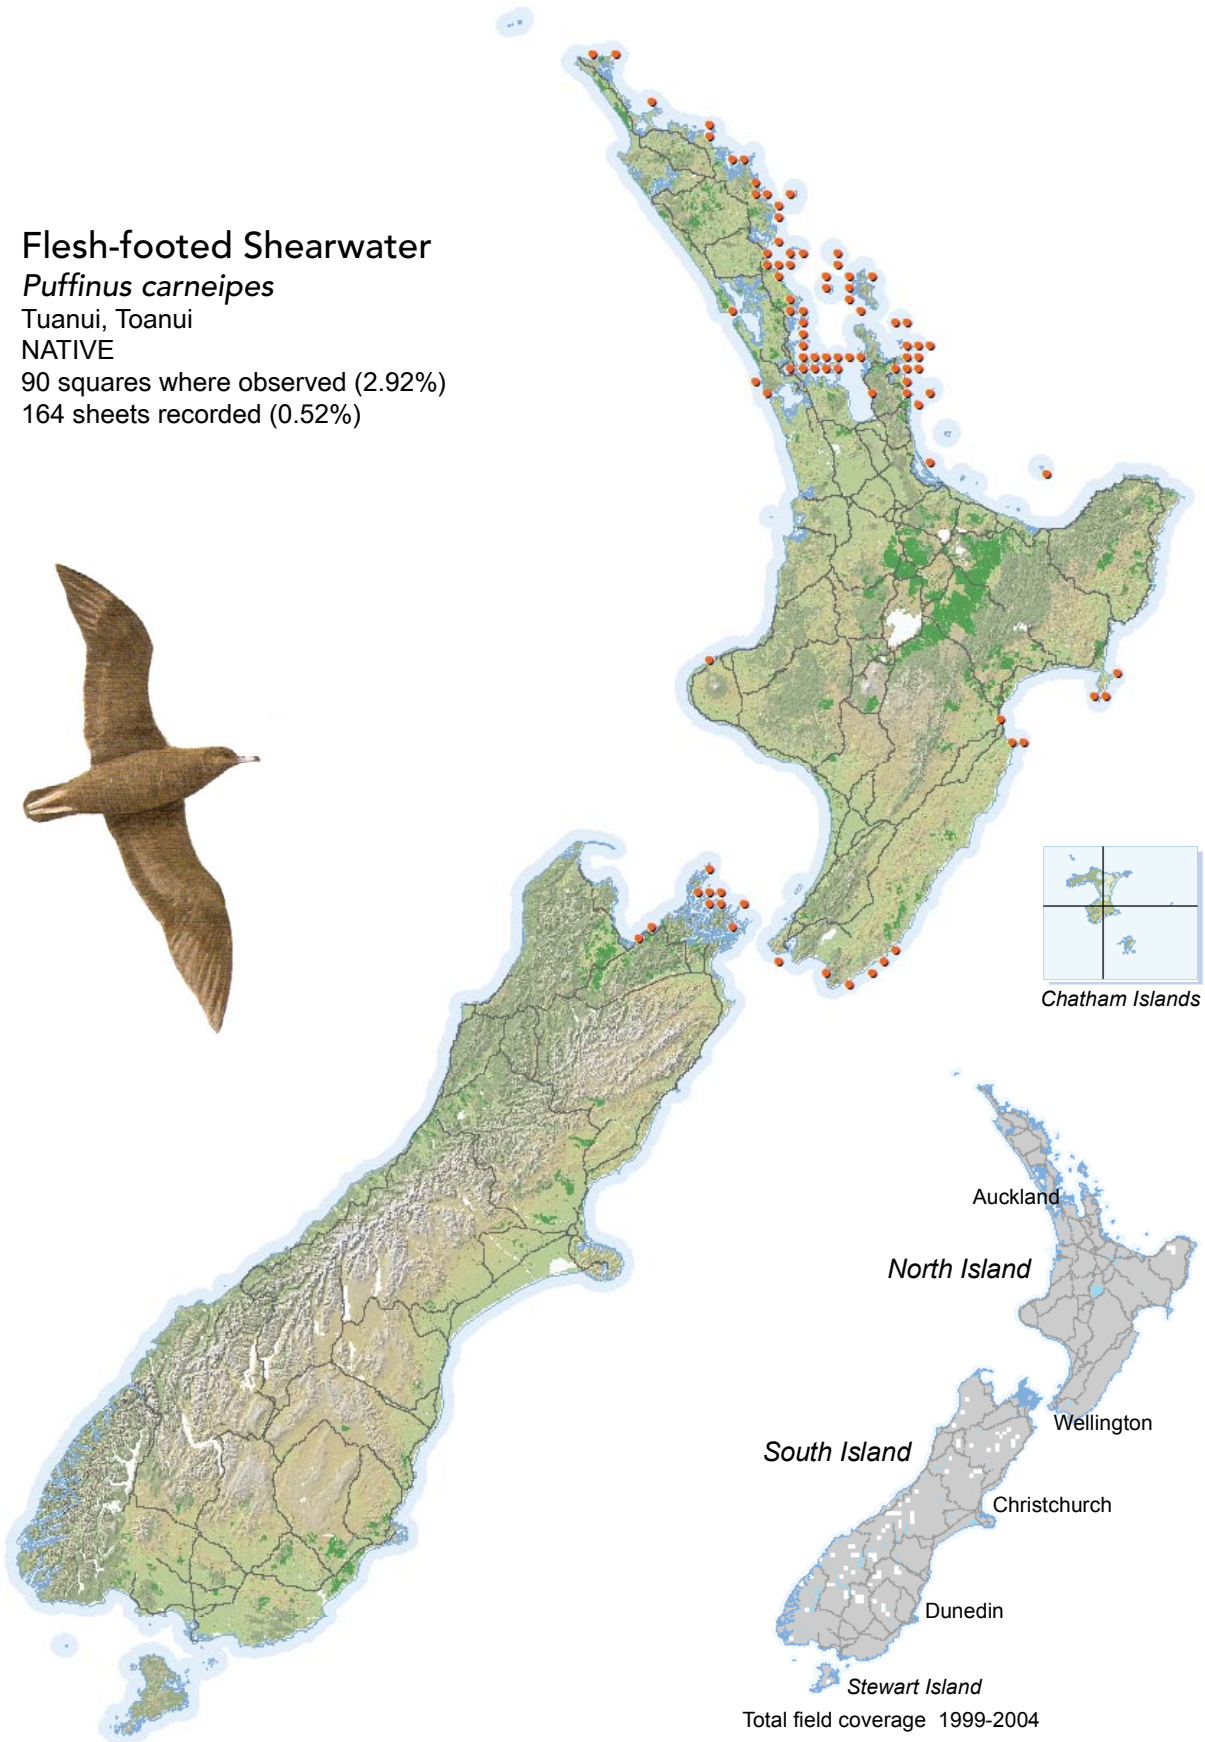 Flesh-footed Shearwater
Puffinus carneipes
Tuanui, Toanui
NATIVE
90 squares where observed (2.92%)
164 sheets recorded (0.52%)
Chatham Islands
Auckland
North Island
Wellington
South Island
Christchurch
Dunedin
Stewart Island
Total field coverage 1999-2004